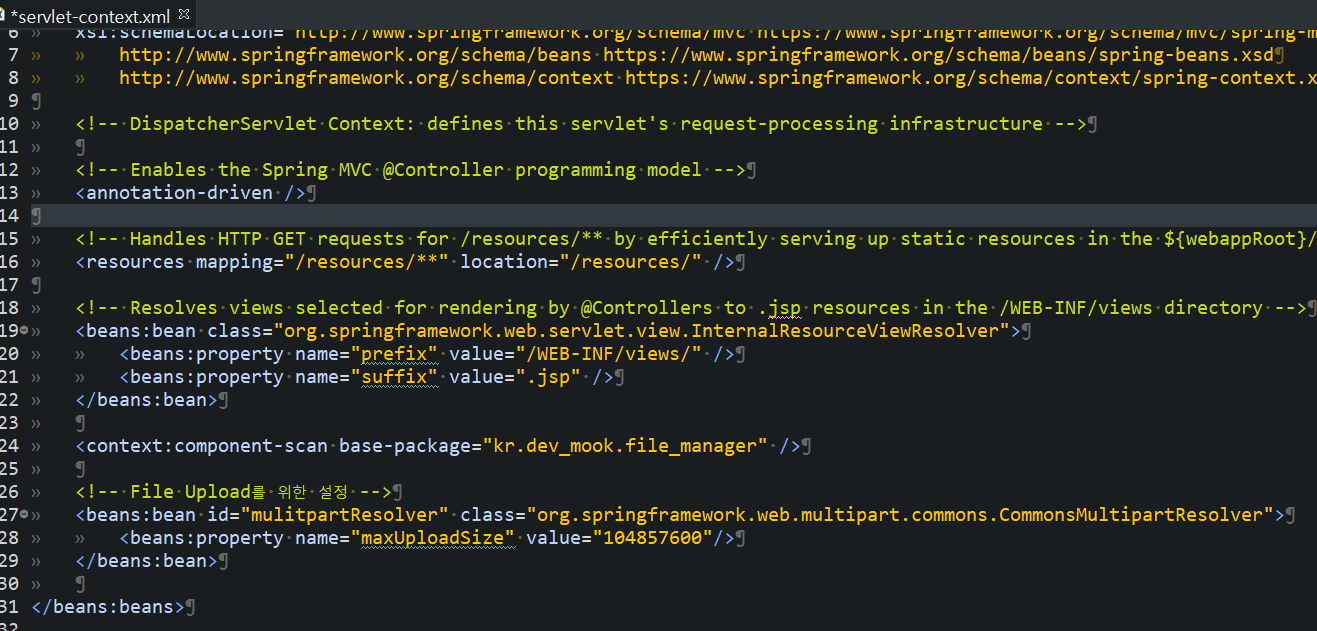 *servlet-context.xml
6 xsi:schemaLocation="http://www.springframework.org/schema/mvc https://www.springframework.org/schema/mvc/spring-m
7 http://www.springframework.org/schema/beans https://www.springframework.org/schema/beans/spring-beans.xsd
8 http://www.springframework.org/schema/context https://www.springframework.org/schema/context/spring-context.x
9
10 <!-- DispatcherServlet Context: defines this servlet's request-processing infrastructure -->
11
12 <!-- Enables the Spring MVC @Controller programming model -->
13 <annotation-driven />
14
15 <!-- Handles HTTP GET requests for /resources/** by efficiently serving up static resources in the ${webappRoot}/
16 <resources mapping="/resources/**" location="/resources/" />
17
18 <!-- Resolves views selected for rendering by @Controllers to .jsp resources in the /WEB-INF/views directory -->
19 <beans:bean class="org.springframework.web.servlet.view.InternalResourceViewResolver">
20 <beans:property name="prefix" value="/WEB-INF/views/" />
21 <beans:property name="suffix" value=".jsp" />
22 </beans:bean>
23
24 <context:component-scan base-package="kr.dev_mook.file_manager" />
25
26 <!-- File Upload를 위한 설정 -->
27 <beans:bean id="mulitpartResolver" class="org.springframework.web.multipart.commons.CommonsMultipartResolver">
28 <beans:property name="maxUploadSize" value="104857600"/>
29 </beans:bean>
30
31 </beans:beans>
32